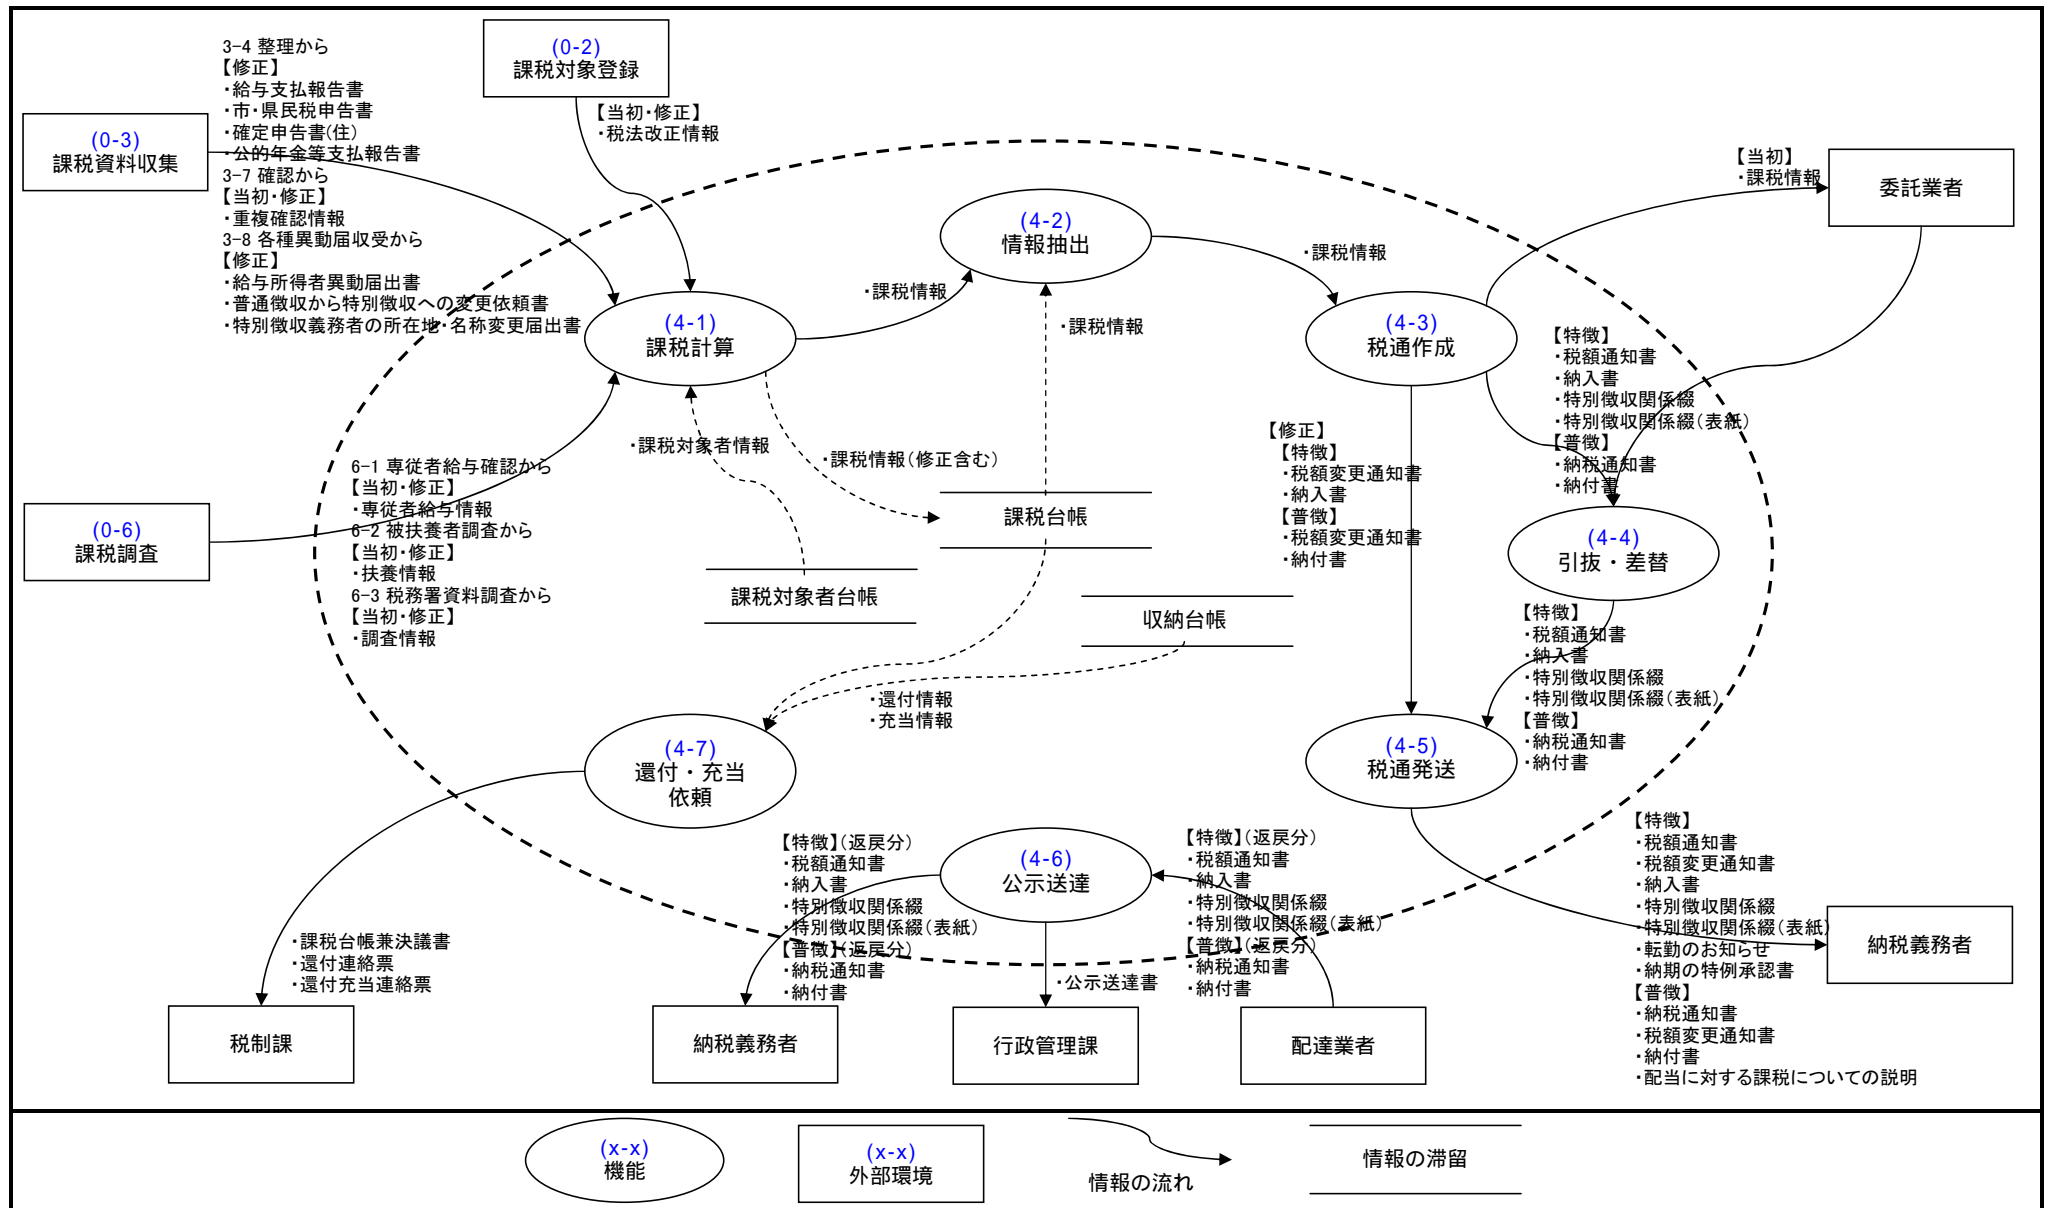 3-4 整理から
【修正】
・給与支払報告書
・市・県民税申告書
・確定申告書(住)
・公的年金等支払報告書
3-7 確認から
【当初・修正】
・重複確認情報
3-8 各種異動届収受から
【修正】
・給与所得者異動届出書
・普通徴収から特別徴収への変更依頼書
・特別徴収義務者の所在地・名称変更届出書
(0-3)
課税資料収集
(0-2)
課税対象登録
【当初・修正】
・税法改正情報
(4-2)
情報抽出
・課税情報
【当初】
・課税情報
委託業者
(4-1)
課税計算
・課税情報
・課税情報
(4-3)
税通作成
【特徴】
・税額通知書
・納入書
・特別徴収関係綴
・特別徴収関係綴(表紙)
【普徴】
・納税通知書
・納付書
・課税対象者情報
・課税情報(修正含む)
【修正】
【特徴】
・税額変更通知書
・納入書
【普徴】
・税額変更通知書
・納付書
6-1 専従者給与確認から
【当初・修正】
・専従者給与情報
6-2 被扶養者調査から
【当初・修正】
・扶養情報
6-3 税務署資料調査から
【当初・修正】
・調査情報
(0-6)
課税調査
課税台帳
(4-4)
引抜・差替
課税対象者台帳
収納台帳
【特徴】
・税額通知書
・納入書
・特別徴収関係綴
・特別徴収関係綴(表紙)
【普徴】
・納税通知書
・納付書
・還付情報
・充当情報
(4-7)
還付・充当
依頼
(4-5)
税通発送
【特徴】(返戻分)
・税額通知書
・納入書
・特別徴収関係綴
・特別徴収関係綴(表紙)
【普徴】(返戻分)
・納税通知書
・納付書
(4-6)
公示送達
【特徴】(返戻分)
・税額通知書
・納入書
・特別徴収関係綴
・特別徴収関係綴(表紙)
【普徴】(返戻分)
・納税通知書
・納付書
【特徴】
・税額通知書
・税額変更通知書
・納入書
・特別徴収関係綴
・特別徴収関係綴(表紙)
・転勤のお知らせ
・納期の特例承認書
【普徴】
・納税通知書
・税額変更通知書
・納付書
・配当に対する課税についての説明
納税義務者
・課税台帳兼決議書
・還付連絡票
・還付充当連絡票
・公示送達書
税制課
納税義務者
行政管理課
配達業者
(x-x)
機能
(x-x)
外部環境
情報の流れ
情報の滞留